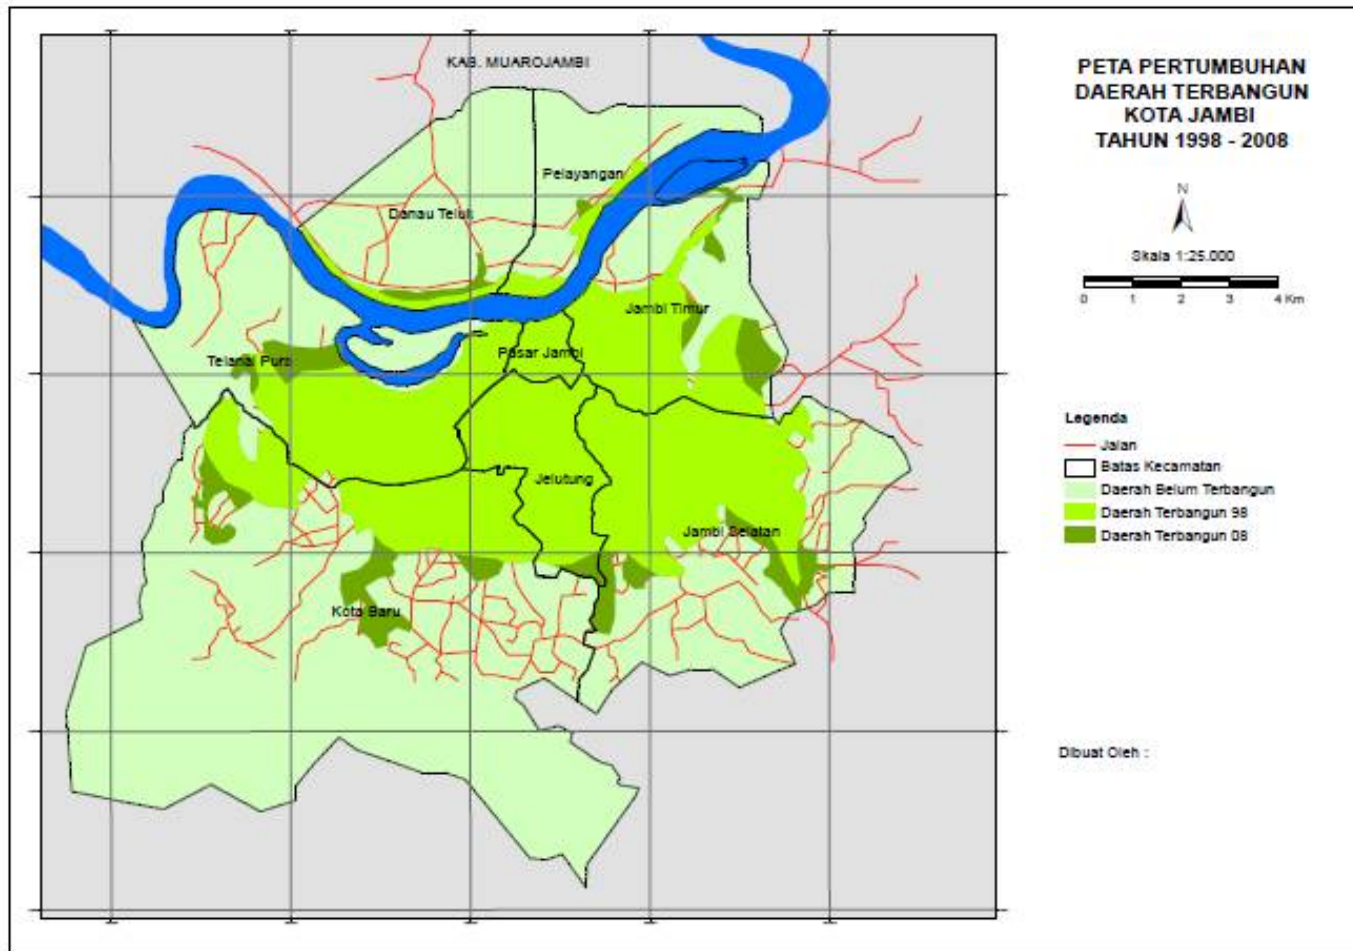 PETA PERTUMBUHAN
DAERAH TERBANGUN
KOTA JAMBI
TAHUN 1998 - 2008
N
Skala 1:25.000
0 1 2 3 4 Km
Legenda
Jalan
Batas Kecamatan
Daerah Belum Terbangun
Daerah Terbangun 98
Daerah Terbangun 08
Dibuat Oleh :
KAB. MUAROJAMBI
Pelayangan
Danau Teluk
Jambi Timur
Pasar Jambi
Telanai Pura
Jelutung
Jambi Selatan
Kota Baru